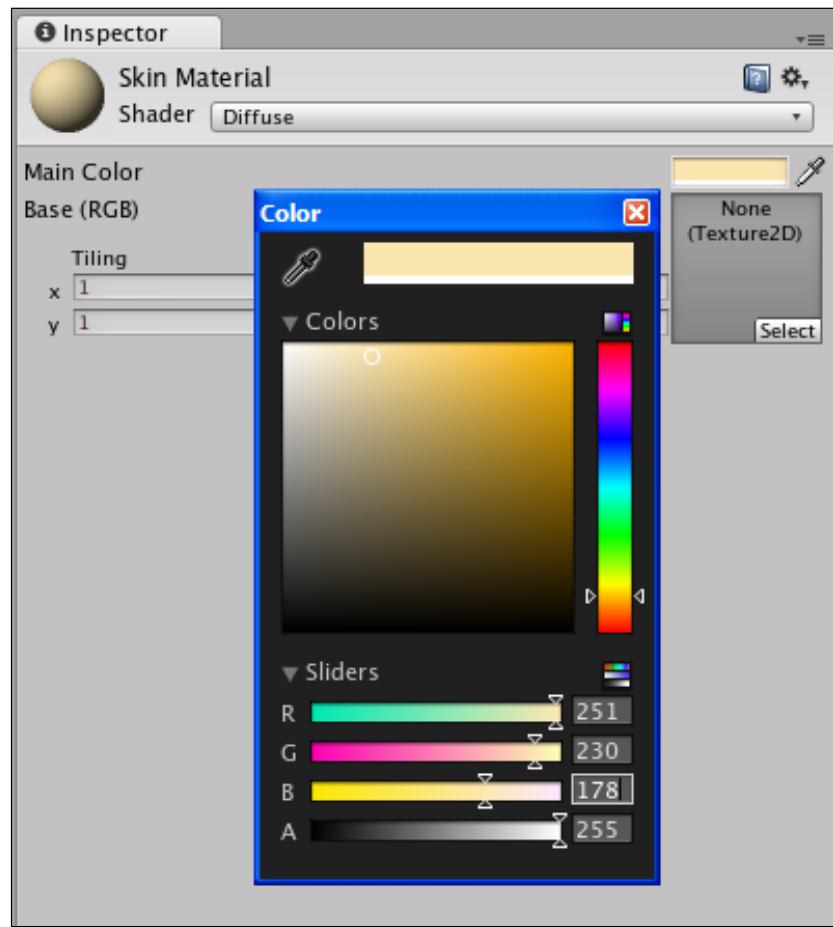 Inspector
Skin Material
Shader Diffuse
Main Color
Base (RGB)
None
(Texture2D)
Tiling
x 1
y 1
Select
Color
Colors
Sliders
R 251
G 230
B 178
A 255